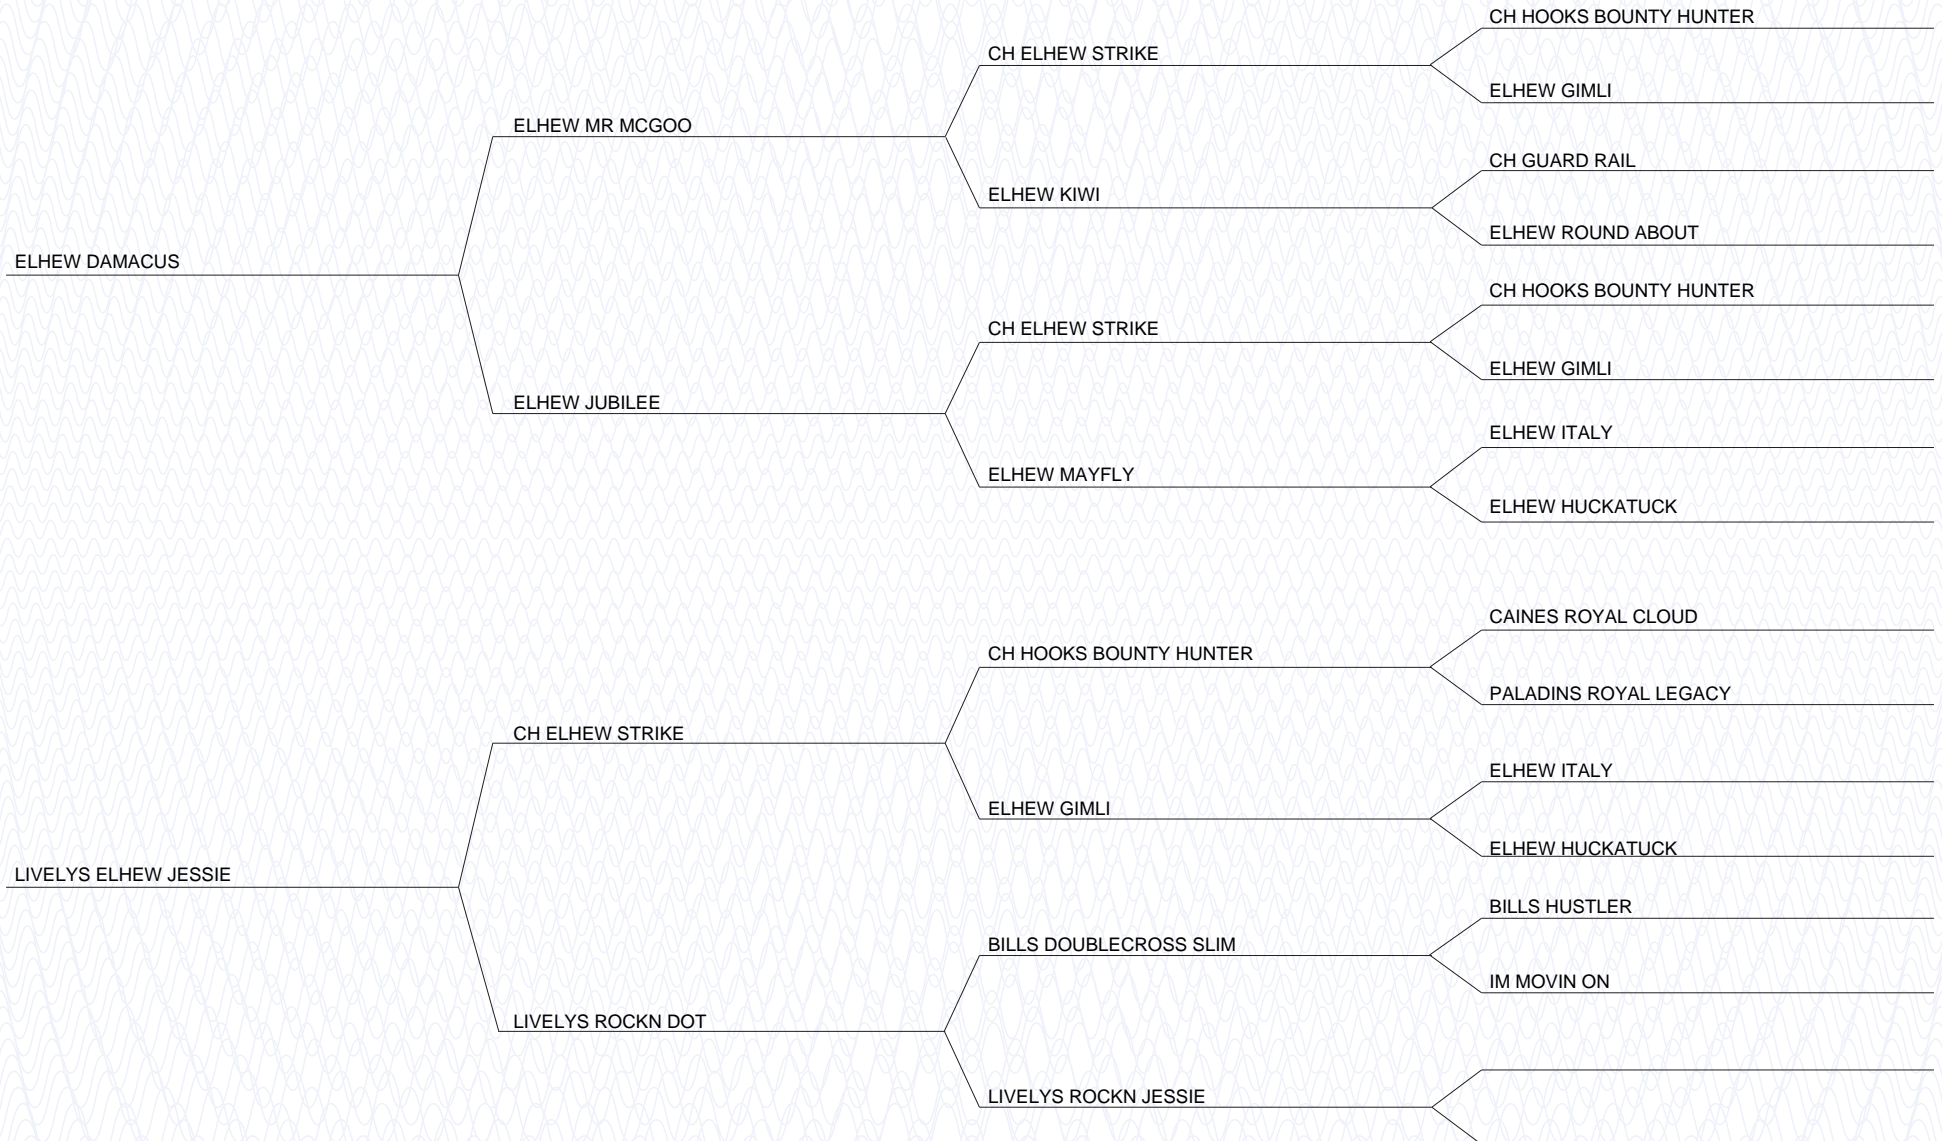 CH HOOKS BOUNTY HUNTER
CH ELHEW STRIKE
ELHEW GIMLI
ELHEW MR MCGOO
CH GUARD RAIL
ELHEW KIWI
ELHEW ROUND ABOUT
ELHEW DAMACUS
CH HOOKS BOUNTY HUNTER
CH ELHEW STRIKE
ELHEW GIMLI
ELHEW JUBILEE
ELHEW ITALY
ELHEW MAYFLY
ELHEW HUCKATUCK
CAINES ROYAL CLOUD
CH HOOKS BOUNTY HUNTER
PALADINS ROYAL LEGACY
CH ELHEW STRIKE
ELHEW ITALY
ELHEW GIMLI
ELHEW HUCKATUCK
LIVELYS ELHEW JESSIE
BILLS HUSTLER
BILLS DOUBLECROSS SLIM
IM MOVIN ON
LIVELYS ROCKN DOT
LIVELYS ROCKN JESSIE